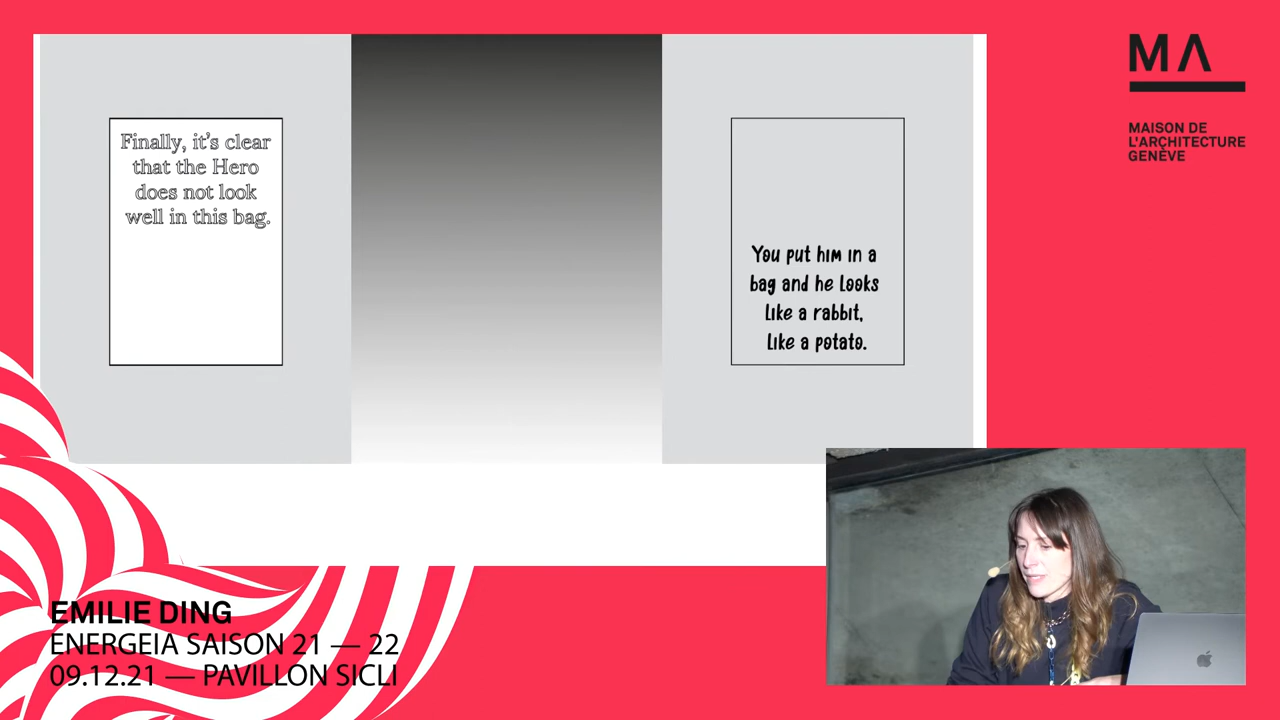 Finally, it's clear
that the Hero
does not look
well in this bag.
You put him in a
bag and he looks
like a rabbit,
like a potato.
MA
MAISON DE
L'ARCHITECTURE
GENÈVE
EMILIE DING
ENERGEIA SAISON 21 — 22
09.12.21 — PAVILLON SICLI